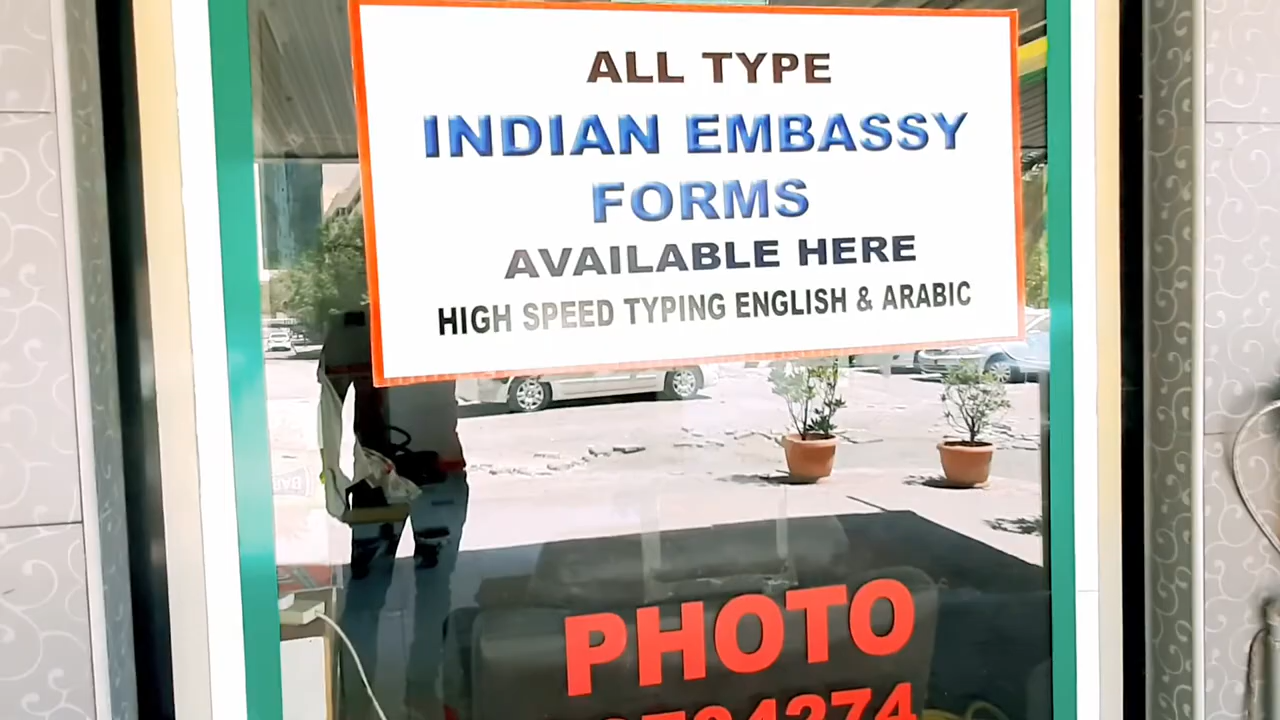 ALL TYPE
INDIAN EMBASSY
FORMS
AVAILABLE HERE
HIGH SPEED TYPING ENGLISH & ARABIC
PHOTO